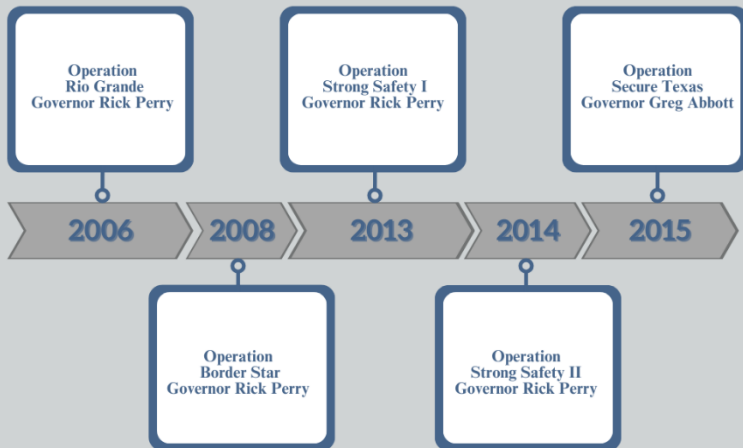 Operation
Rio Grande
Governor Rick Perry
Operation
Strong Safety I
Governor Rick Perry
Operation
Secure Texas
Governor Greg Abbott
2006
2008
2013
2014
2015
Operation
Border Star
Governor Rick Perry
Operation
Strong Safety II
Governor Rick Perry